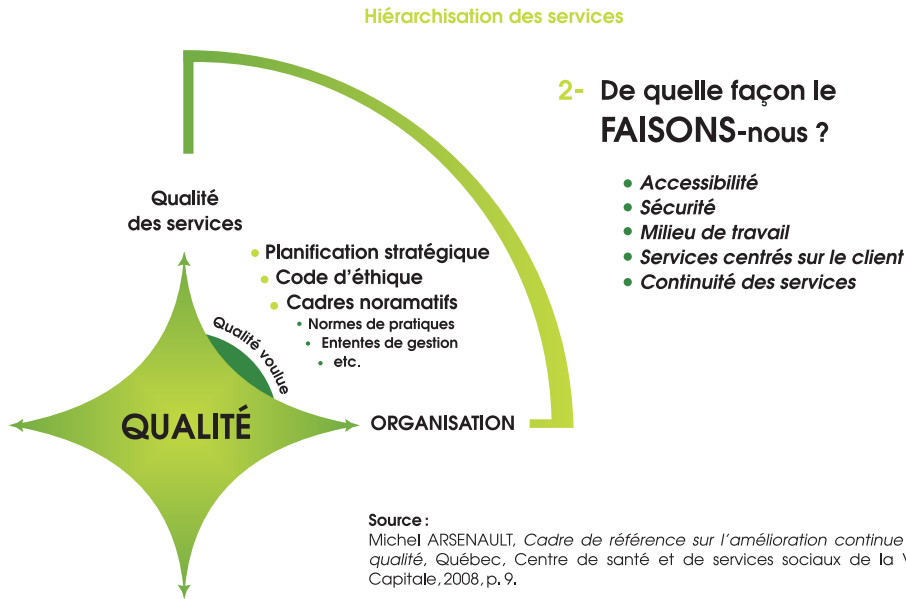 Hiérarchisation des services
2- De quelle façon le
FAISONS-nous ?
• Accessibilité
• Sécurité
• Milieu de travail
• Services centrés sur le client
• Continuité des services
Qualité
des services
• Planification stratégique
• Code d'éthique
• Cadres noramatifs
• Normes de pratiques
• Ententes de gestion
• etc.
Qualité voulue
QUALITÉ
ORGANISATION
Source :
Michel ARSENAULT, Cadre de référence sur l'amélioration continue
qualité, Québec, Centre de santé et de services sociaux de la
Capitale, 2008, p. 9.